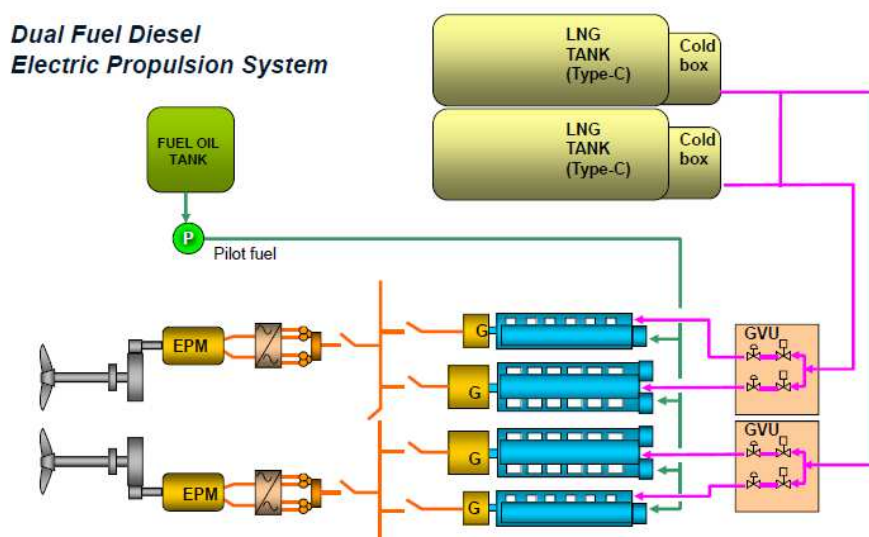 Dual Fuel Diesel
Electric Propulsion System
LNG
TANK
(Type-C)
Cold
box
LNG
TANK
(Type-C)
Cold
box
FUEL OIL
TANK
P
Pilot fuel
EPM
G
GVU
G
GVU
G
EPM
G